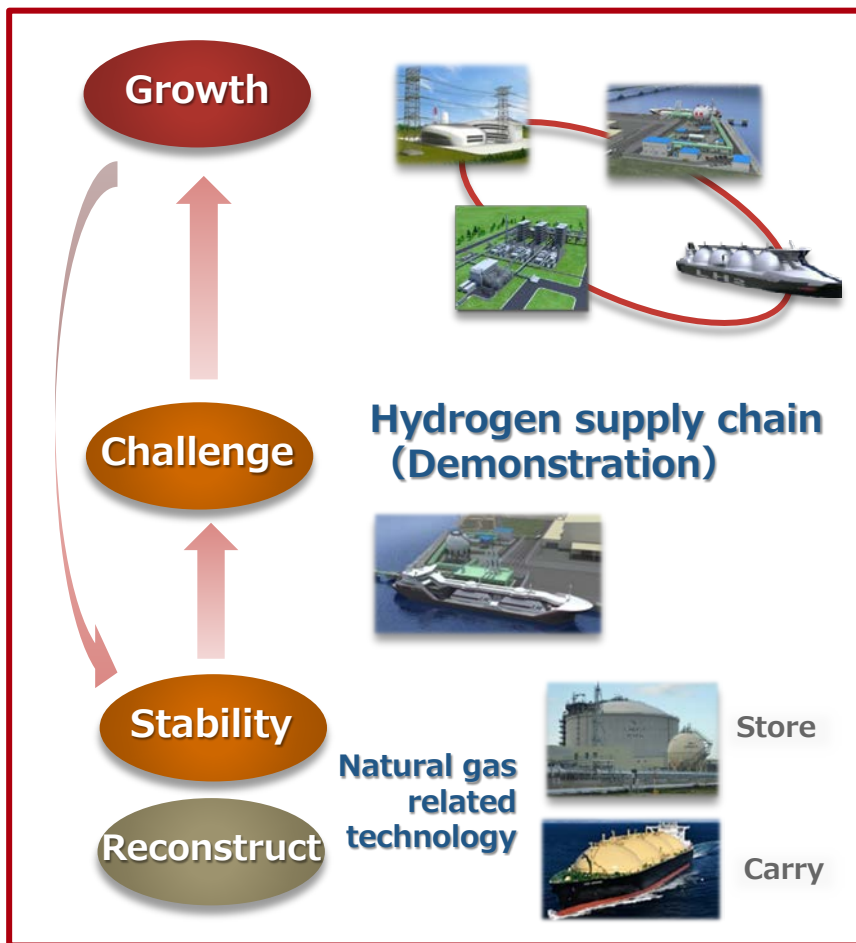 Growth
Challenge
Hydrogen supply chain
（Demonstration）
Stability
Store
Natural gas
related
technology
Reconstruct
Carry